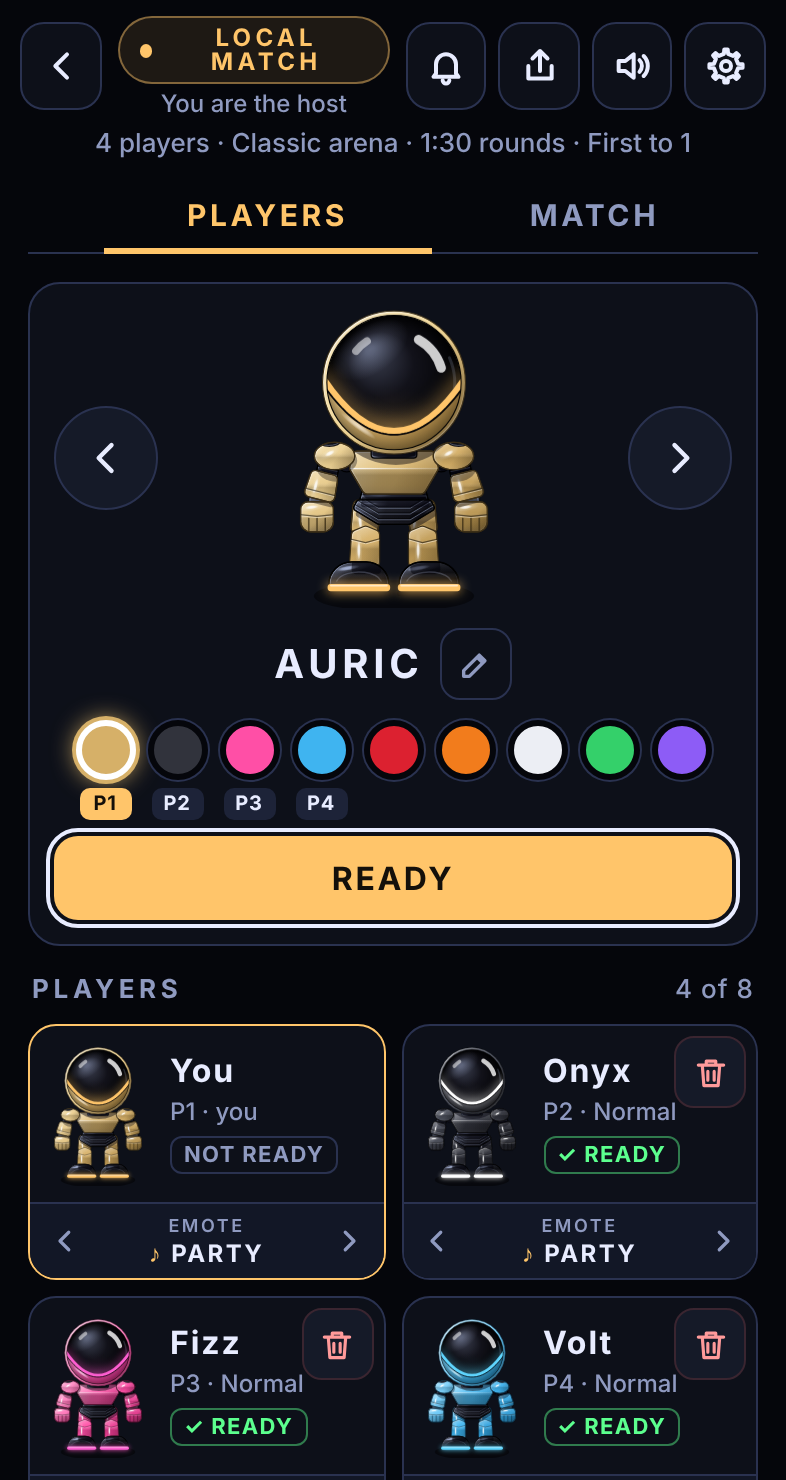 LOCAL
MATCH
You are the host
4 players · Classic arena · 1:30 rounds · First to 1
PLAYERS MATCH
AURIC
P1 P2 P3 P4
READY
PLAYERS 4 of 8
You
P1 · you
NOT READY
EMOTE
♪ PARTY
Onyx
P2 · Normal
✓ READY
EMOTE
♪ PARTY
Fizz
P3 · Normal
✓ READY
Volt
P4 · Normal
✓ READY